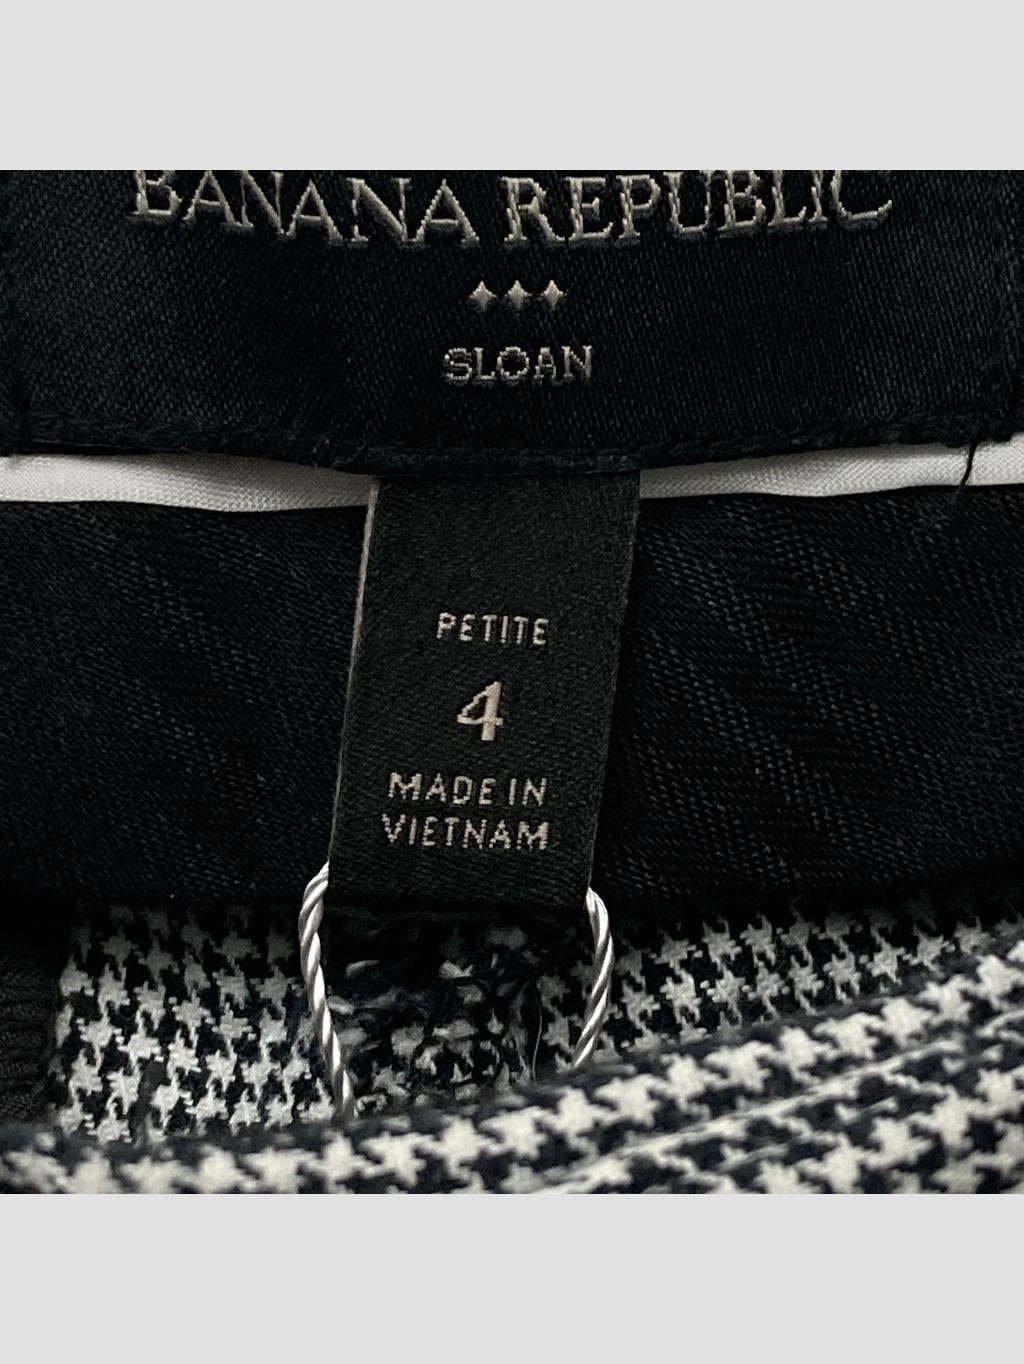 BANANA REPUBLIC
SLOAN
PETITE
4
MADE IN
VIETNAM